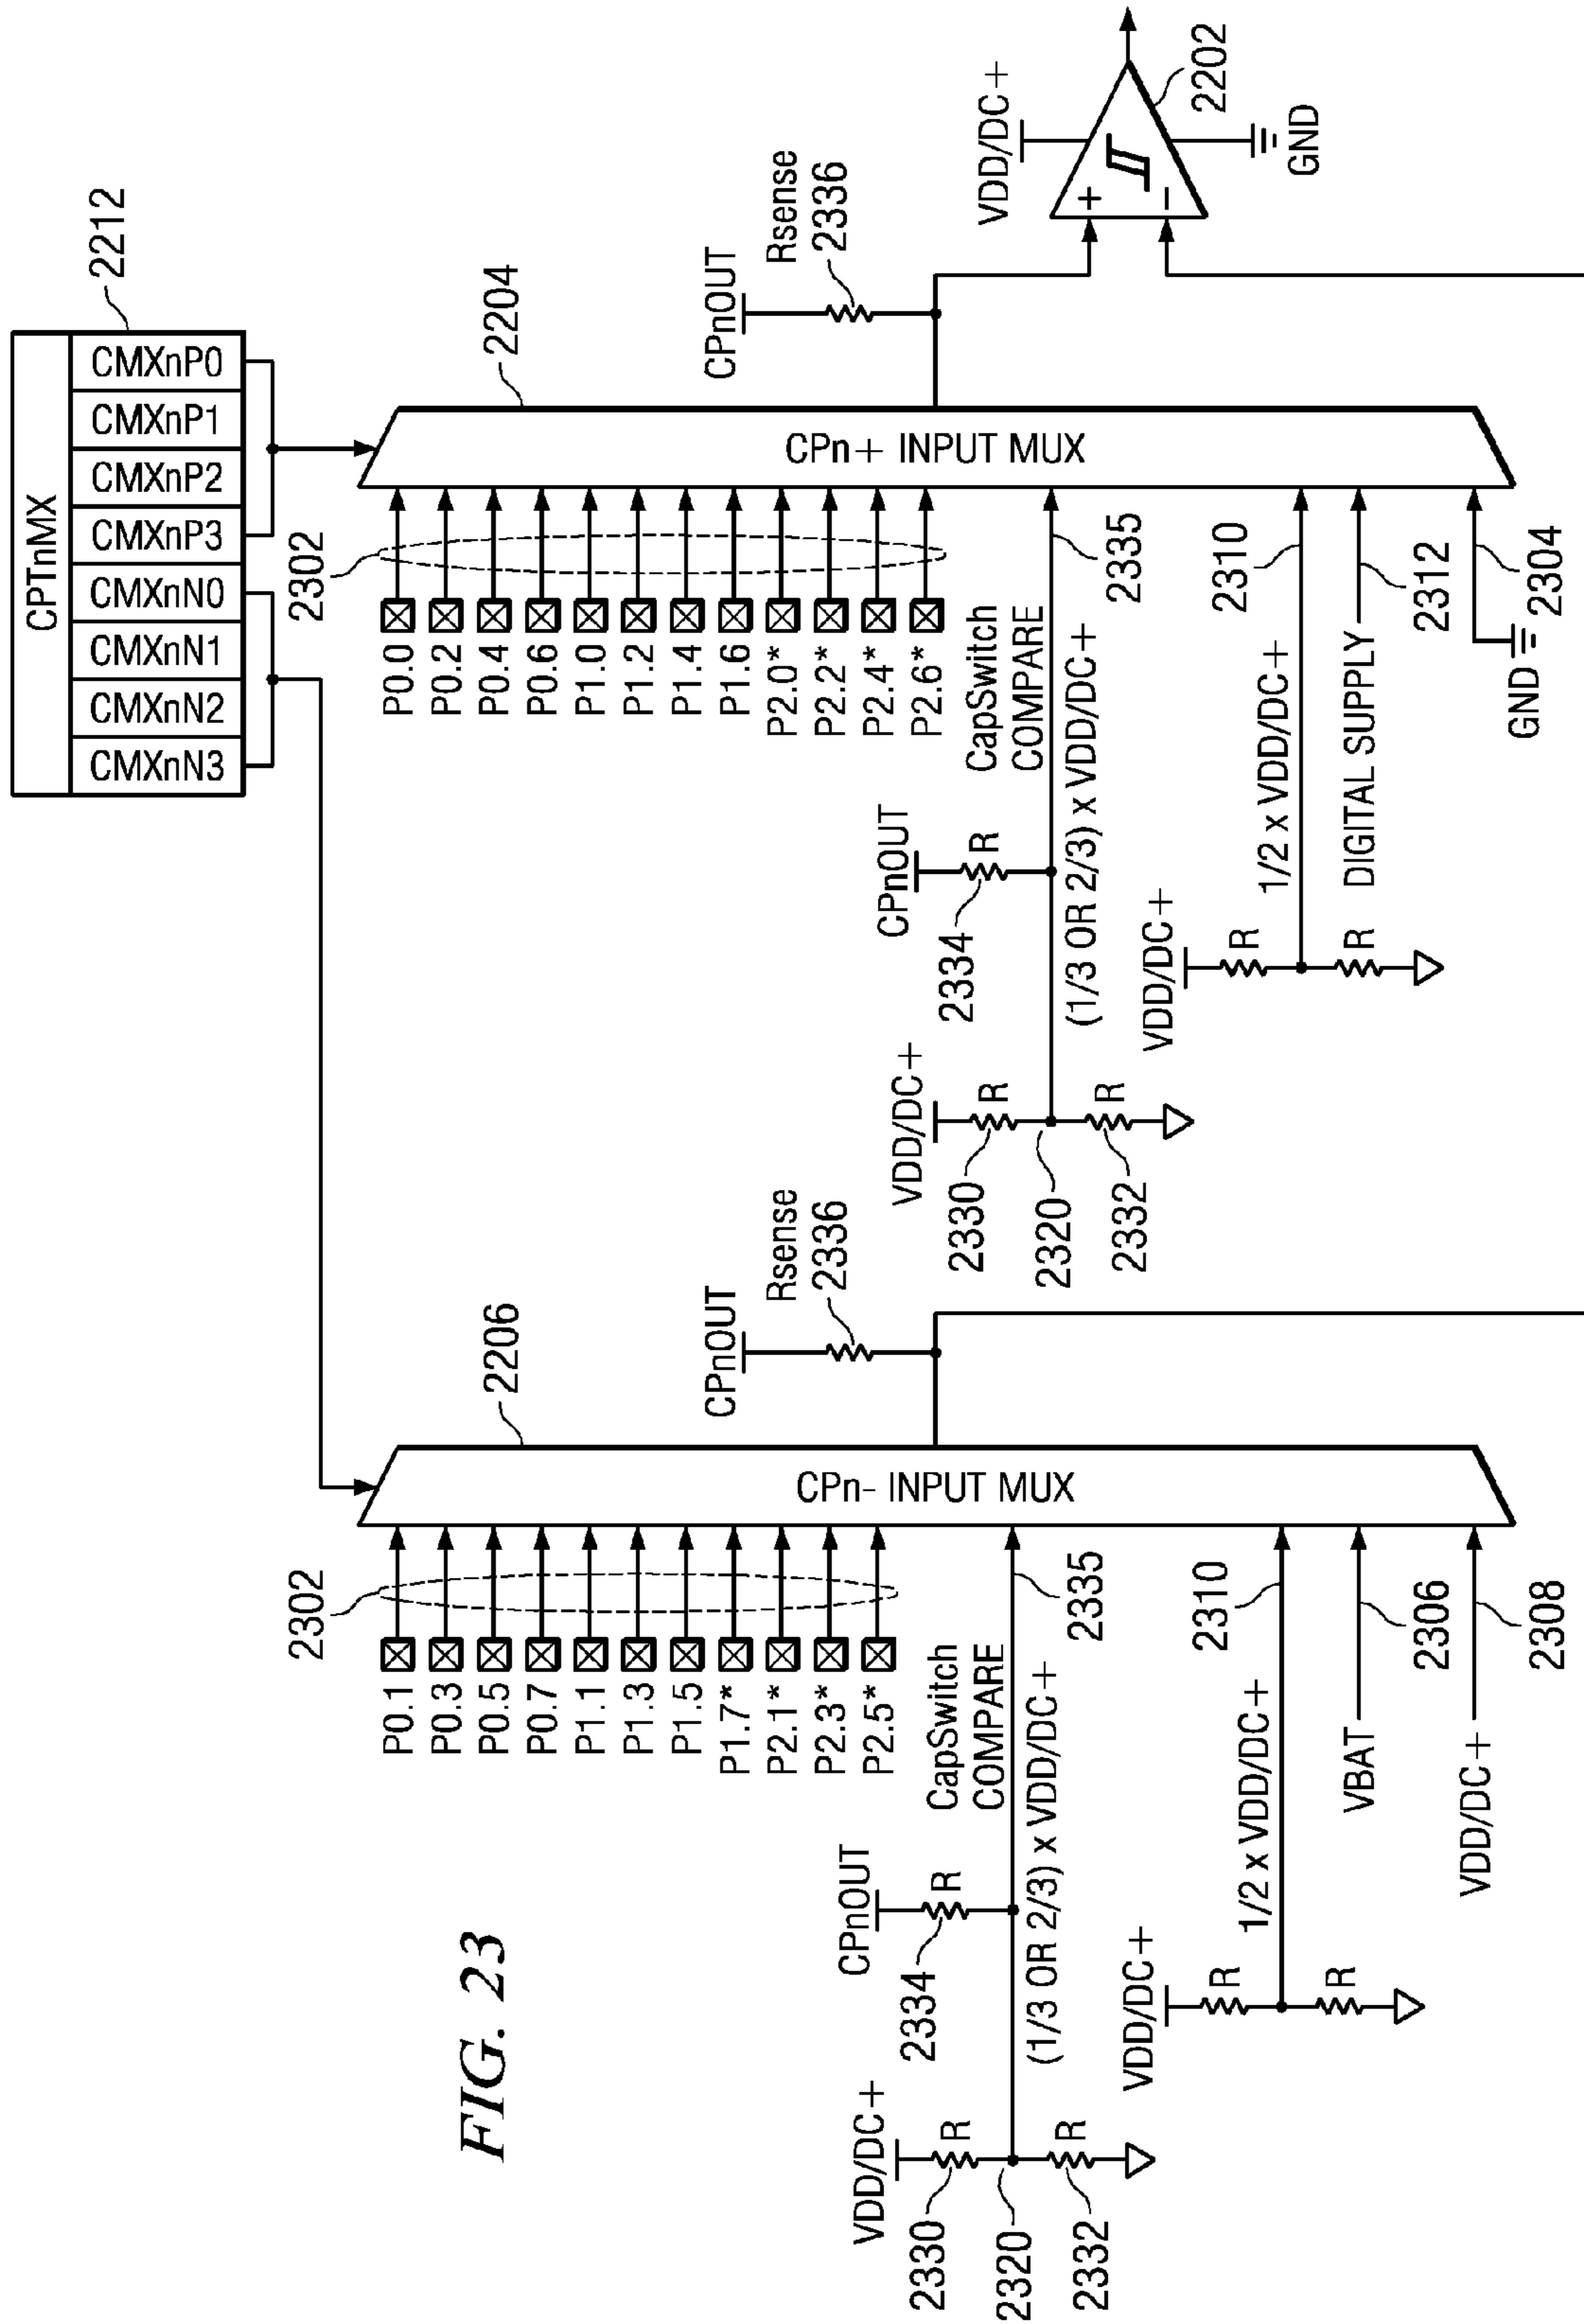 CPTnMX
CMXnN3
CMXnN2
CMXnN1
CMXnN0
CMXnP3
CMXnP2
CMXnP1
CMXnP0
2212
2302
2206
P0.1
P0.3
P0.5
P0.7
P1.1
P1.3
P1.5
P1.7*
P2.1*
P2.3*
P2.5*
CPn- INPUT MUX
CPnOUT
Rsense
2336
CapSwitch
COMPARE
2335
CPnOUT
R
2334
(1/3 OR 2/3) x VDD/DC+
VDD/DC+
R
2330
2320
R
2332
VDD/DC+
R
R
1/2 x VDD/DC+
2310
VBAT
2306
VDD/DC+
2308
2302
2204
P0.0
P0.2
P0.4
P0.6
P1.0
P1.2
P1.4
P1.6
P2.0*
P2.2*
P2.4*
P2.6*
CPn+ INPUT MUX
CPnOUT
Rsense
2336
CapSwitch
COMPARE
2335
CPnOUT
R
2334
(1/3 OR 2/3) x VDD/DC+
VDD/DC+
R
2330
2320
R
2332
VDD/DC+
R
R
1/2 x VDD/DC+
2310
DIGITAL SUPPLY
2312
GND
2304
VDD/DC+
+
-
2202
GND
FIG. 23